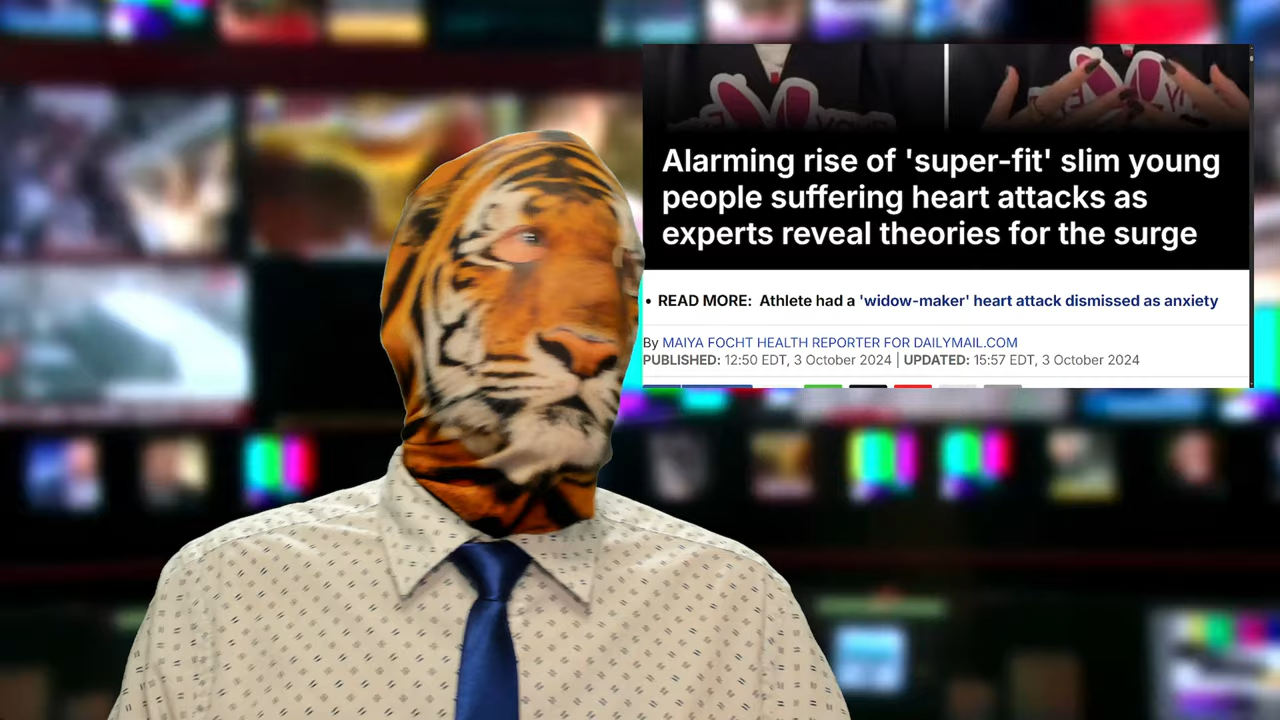 Alarming rise of 'super-fit' slim young
people suffering heart attacks as
experts reveal theories for the surge
• READ MORE: Athlete had a 'widow-maker' heart attack dismissed as anxiety
By MAIYA FOCHT HEALTH REPORTER FOR DAILYMAIL.COM
PUBLISHED: 12:50 EDT, 3 October 2024 | UPDATED: 15:57 EDT, 3 October 2024